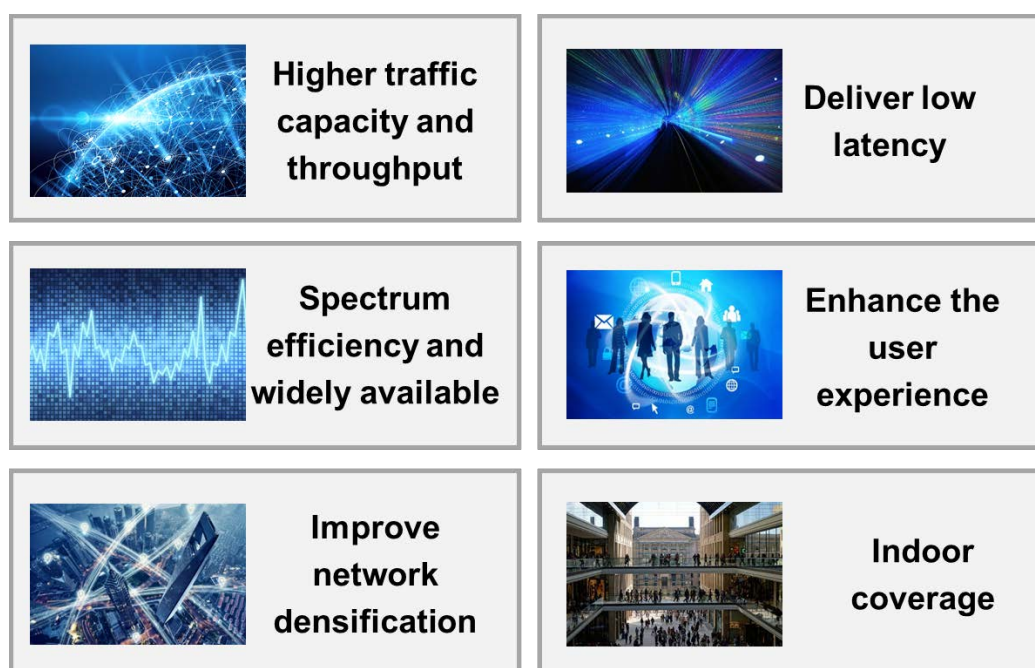 Higher traffic
capacity and
throughput
Deliver low
latency
Spectrum
efficiency and
widely available
Enhance the
user
experience
Improve
network
densification
Indoor
coverage